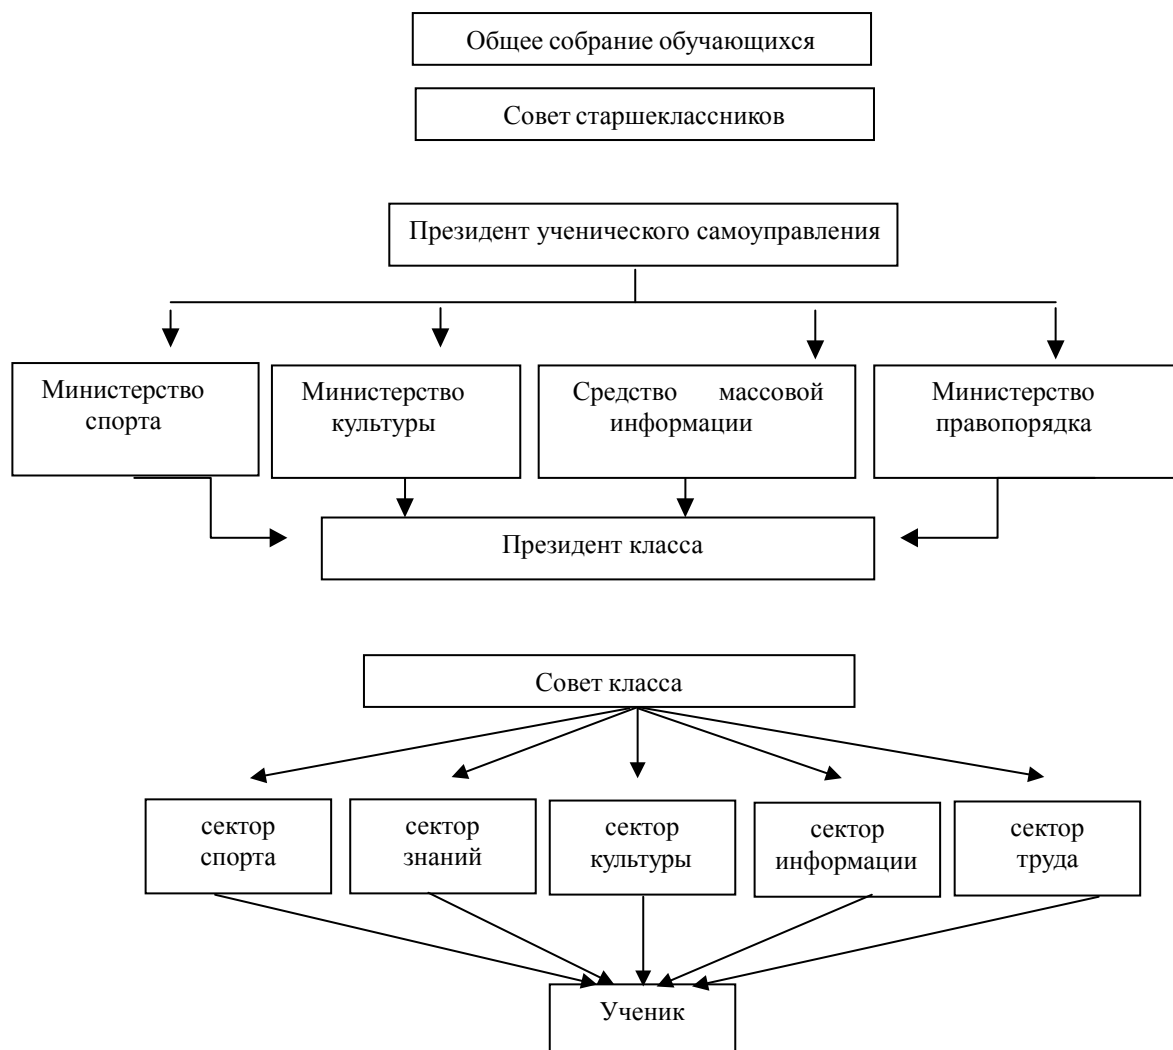 Общее собрание обучающихся
Совет старшеклассников
Президент ученического самоуправления
Министерство
спорта
Министерство
культуры
Средство массовой
информации
Министерство
правопорядка
Президент класса
Совет класса
сектор
спорта
сектор
знаний
сектор
культуры
сектор
информации
сектор
труда
Ученик